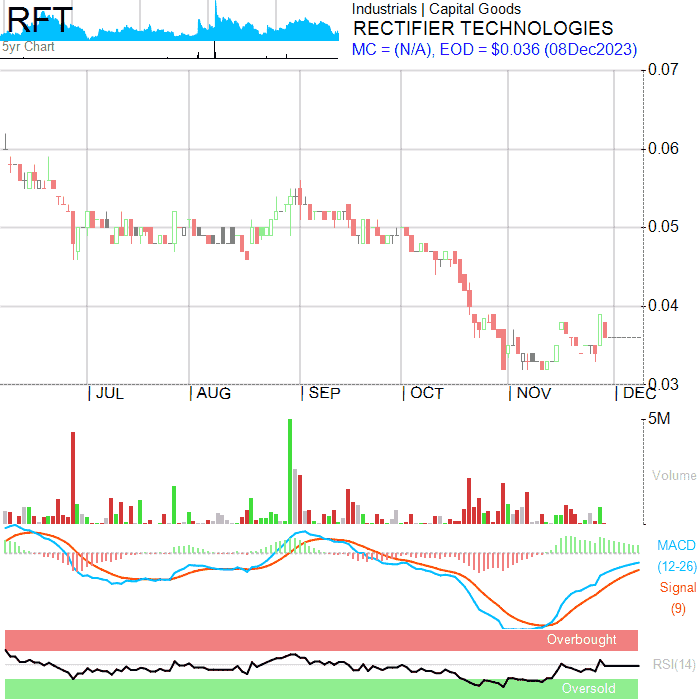 RFT
5yr Chart
Industrials | Capital Goods
RECTIFIER TECHNOLOGIES
MC = (N/A), EOD = $0.036 (08Dec2023)
0.07
0.06
0.05
0.04
0.03
| JUL | AUG | SEP | OCT | NOV | DEC
5M
Volume
MACD
(12-26)
Signal
(9)
Overbought
RSI(14)
Oversold